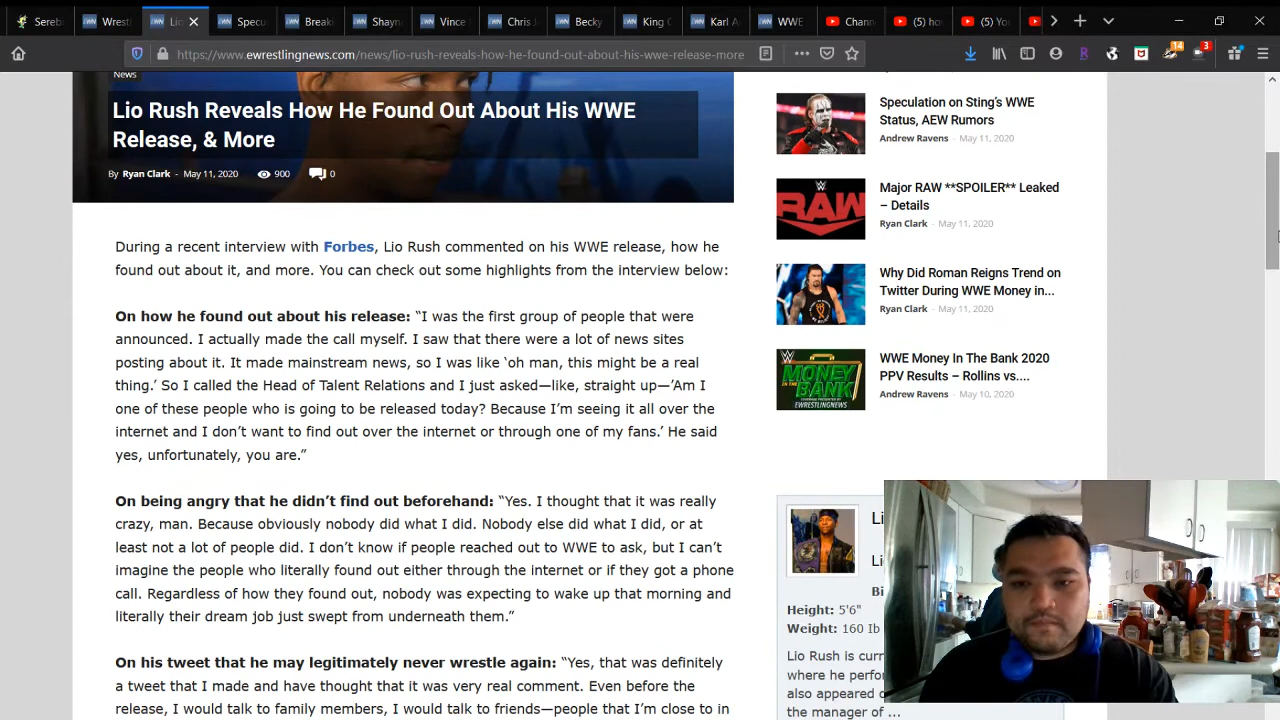 Serebi
Wrest
Lio
Specu
Breaki
Shayn
Vince
Chris J
Becky
King C
Karl A
WWE
Chann
(5) ho
(5) Yo
https://www.ewrestlingnews.com/news/lio-rush-reveals-how-he-found-out-about-his-wwe-release-more
14
3
News
Lio Rush Reveals How He Found Out About His WWE
Release, & More
By Ryan Clark - May 11, 2020 900 0
During a recent interview with Forbes, Lio Rush commented on his WWE release, how he
found out about it, and more. You can check out some highlights from the interview below:
On how he found out about his release: “I was the first group of people that were
announced. I actually made the call myself. I saw that there were a lot of news sites
posting about it. It made mainstream news, so I was like ‘oh man, this might be a real
thing.’ So I called the Head of Talent Relations and I just asked—like, straight up—‘Am I
one of these people who is going to be released today? Because I’m seeing it all over the
internet and I don’t want to find out over the internet or through one of my fans.’ He said
yes, unfortunately, you are.”
On being angry that he didn’t find out beforehand: “Yes. I thought that it was really
crazy, man. Because obviously nobody did what I did. Nobody else did what I did, or at
least not a lot of people did. I don’t know if people reached out to WWE to ask, but I can’t
imagine the people who literally found out either through the internet or if they got a phone
call. Regardless of how they found out, nobody was expecting to wake up that morning and
literally their dream job just swept from underneath them.”
On his tweet that he may legitimately never wrestle again: “Yes, that was definitely
a tweet that I made and have thought that it was very real comment. Even before the
release, I would talk to family members, I would talk to friends—people that I’m close to in
Speculation on Sting’s WWE
Status, AEW Rumors
Andrew Ravens - May 11, 2020
RAW
Major RAW **SPOILER** Leaked
– Details
Ryan Clark - May 11, 2020
Why Did Roman Reigns Trend on
Twitter During WWE Money in...
Ryan Clark - May 11, 2020
MONEY
IN THE
BANK
EWRESTLINGNEWS
WWE Money In The Bank 2020
PPV Results – Rollins vs....
Andrew Ravens - May 10, 2020
Li
Li
Bi
Height: 5'6"
Weight: 160 lb
Lio Rush is curr
where he perfo
also appeared o
the manager of ...